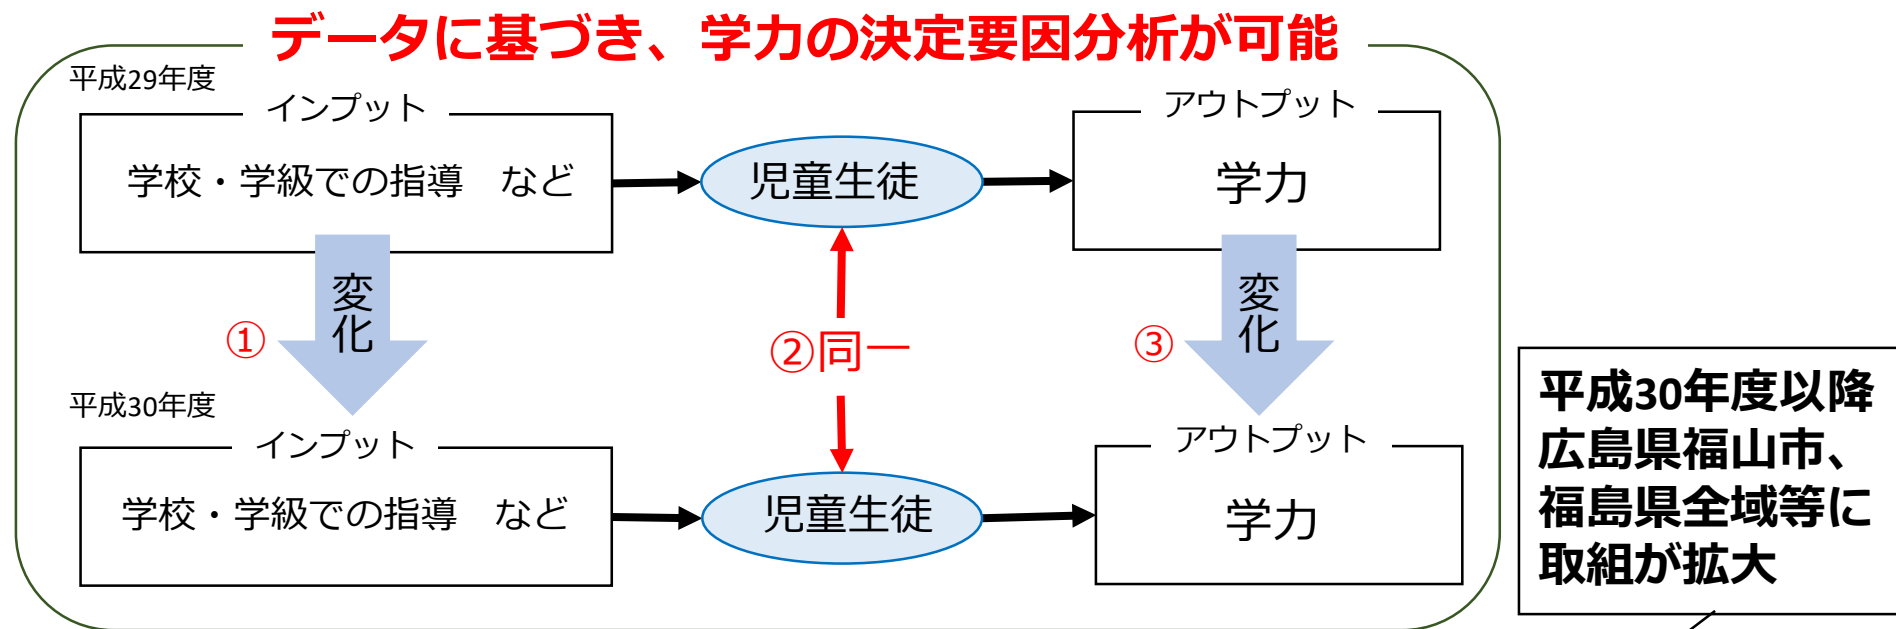 データに基づき、学力の決定要因分析が可能
平成29年度
インプット
学校・学級での指導　など
児童生徒
アウトプット
学力
変化
①
②同一
③
変化
平成30年度
インプット
学校・学級での指導　など
児童生徒
アウトプット
学力
平成30年度以降
広島県福山市、
福島県全域等に
取組が拡大